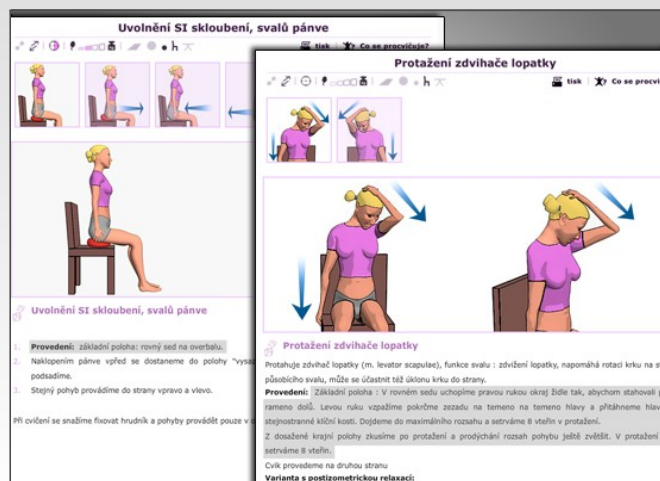 Uvolnění SI skloubení, svalů pánve
tisk
Co se procvičuje?
Uvolnění SI skloubení, svalů pánve
1. Provedení: základní poloha: rovný sed na overbalu.
2. Naklopením pánve vpřed se dostaneme do polohy
podsadíme.
3. Stejný pohyb provádíme do strany vpravo a vlevo.
Při cvičení se snažíme fixovat hrudník a pohyby provádět pouze v
Protažení zdvihače lopatky
tisk
Co se procvi
Protažení zdvihače lopatky
Protahuje zdvihač lopatky (m. levator scapulae), funkce svalu : zdvižení lopatky, napomáhá rotaci krku na
působícího svalu, může se účastnit též úklonu krku do strany.
Provedení: Základní poloha : V rovném sedu uchopíme pravou rukou okraj židle tak, abychom stahovali
rameno dolů. Levou ruku vzpažíme pokrčme zezadu na temeno na temeno hlavy a přitáhneme
stejnostranné klíční kosti. Dojdeme do maximálního rozsahu a setrváme 8 vteřin v protažení.
Z dosažené krajní polohy zkusíme po protažení a prodýchání rozsah pohybu ještě zvětšit. V protažení
setrváme 8 vteřin.
Cvik provedeme na druhou stranu
Varianta s postizometrickou relaxací: